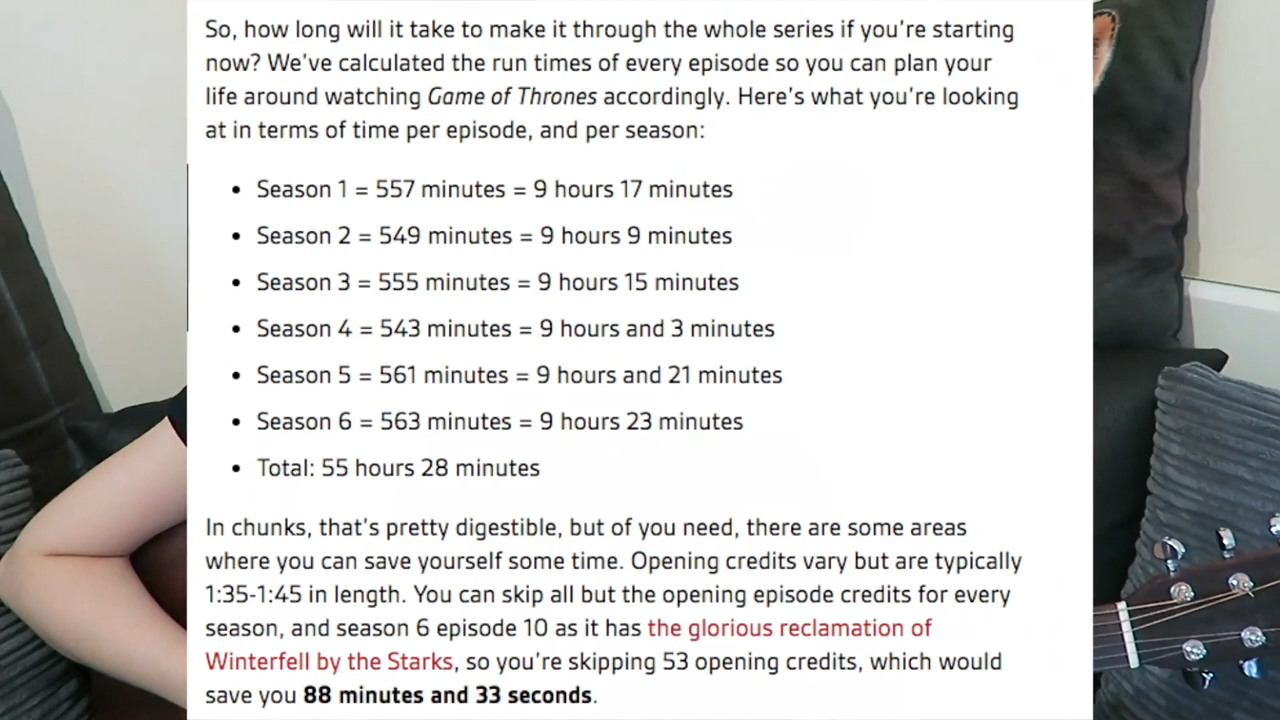 So, how long will it take to make it through the whole series if you're starting
now? We've calculated the run times of every episode so you can plan your
life around watching Game of Thrones accordingly. Here's what you're looking
at in terms of time per episode, and per season:
• Season 1 = 557 minutes = 9 hours 17 minutes
• Season 2 = 549 minutes = 9 hours 9 minutes
• Season 3 = 555 minutes = 9 hours 15 minutes
• Season 4 = 543 minutes = 9 hours and 3 minutes
• Season 5 = 561 minutes = 9 hours and 21 minutes
• Season 6 = 563 minutes = 9 hours 23 minutes
• Total: 55 hours 28 minutes
In chunks, that's pretty digestible, but of you need, there are some areas
where you can save yourself some time. Opening credits vary but are typically
1:35-1:45 in length. You can skip all but the opening episode credits for every
season, and season 6 episode 10 as it has the glorious reclamation of
Winterfell by the Starks, so you're skipping 53 opening credits, which would
save you 88 minutes and 33 seconds.